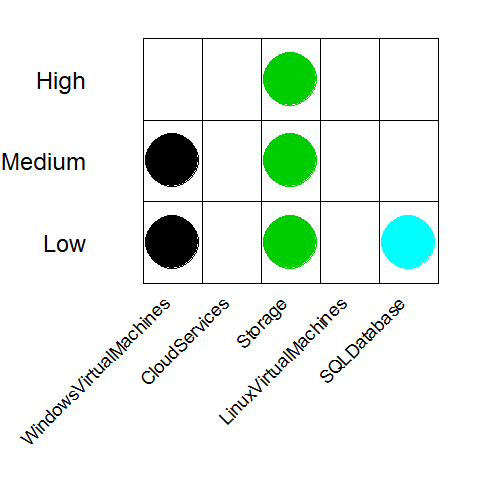 High
Medium
Low
WindowsVirtualMachines
CloudServices
Storage
LinuxVirtualMachines
SQLDatabase